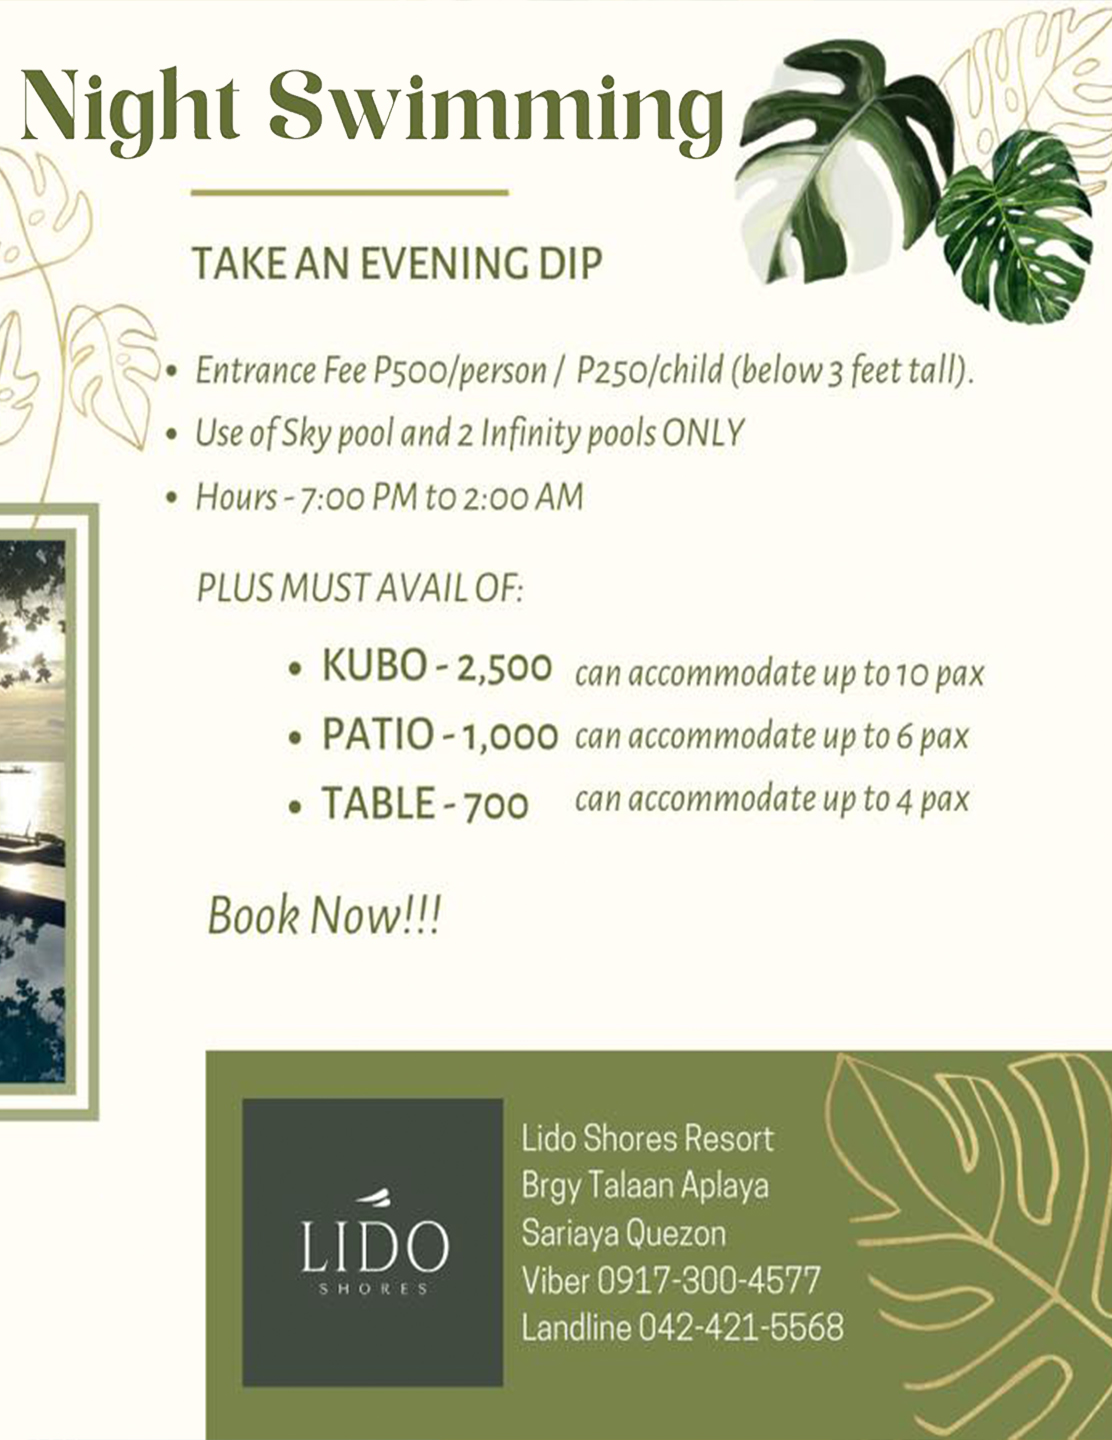 Night Swimming
TAKE AN EVENING DIP
• Entrance Fee P500/person / P250/child (below 3 feet tall).
• Use of Sky pool and 2 Infinity pools ONLY
• Hours - 7:00 PM to 2:00 AM
PLUS MUST AVAIL OF:
• KUBO - 2,500 can accommodate up to 10 pax
• PATIO - 1,000 can accommodate up to 6 pax
• TABLE - 700 can accommodate up to 4 pax
Book Now!!!
LIDO
SHORES
Lido Shores Resort
Brgy Talaan Aplaya
Sariaya Quezon
Viber 0917-300-4577
Landline 042-421-5568